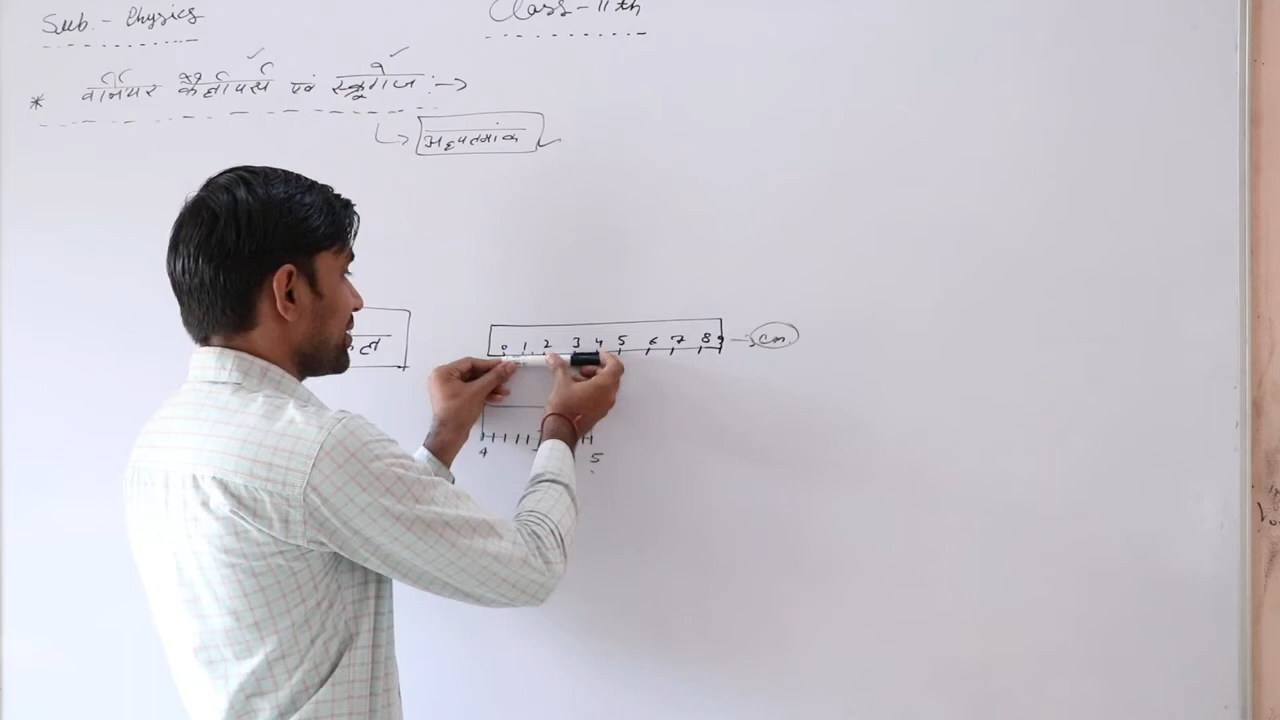 Sub. - Physics
Class - 11th
* वर्नियर कैलीपर्स एवं स्क्रूगेज :->
अल्पतमांक
0 1 2 3 4 5 6 7 8 9 → cm
4 5